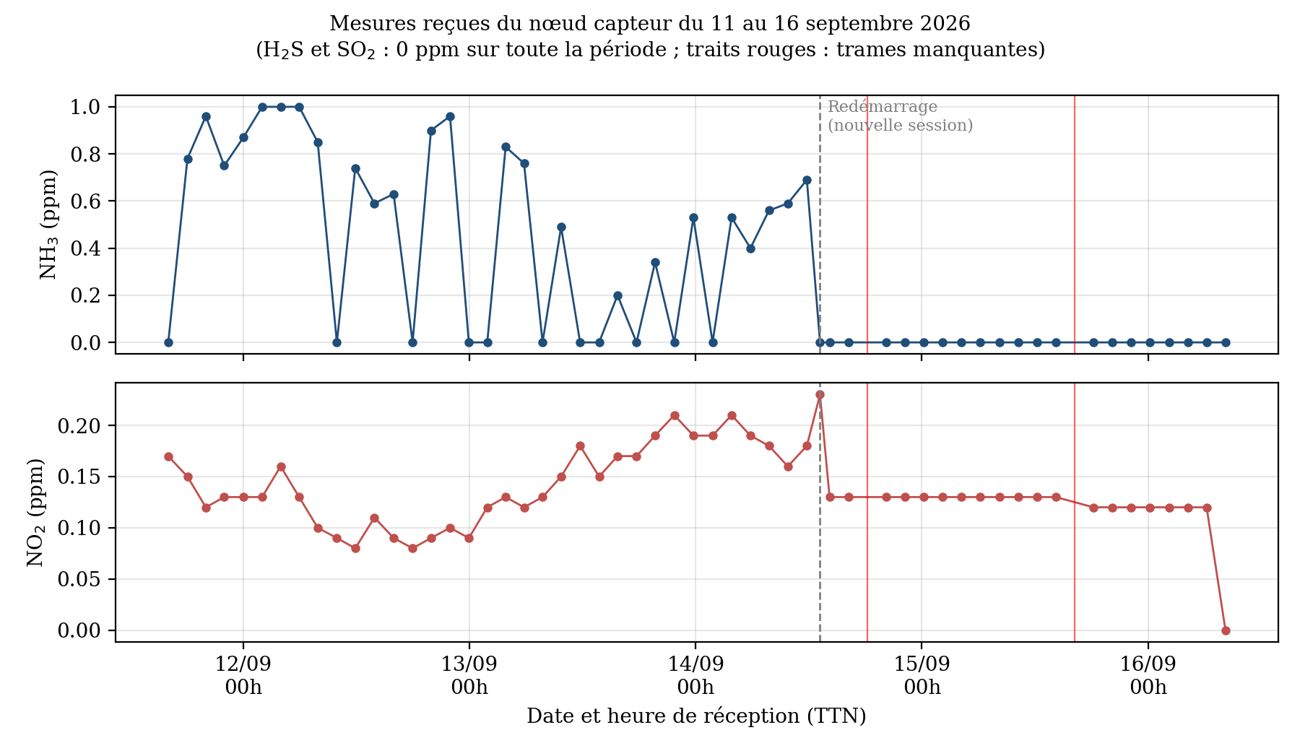 Mesures reçues du nœud capteur du 11 au 16 septembre 2026
(H₂S et SO₂ : 0 ppm sur toute la période ; traits rouges : trames manquantes)
1.0
0.8
0.6
0.4
0.2
0.0
NH₃ (ppm)
Redémarrage
(nouvelle session)
0.20
0.15
0.10
0.05
0.00
NO₂ (ppm)
12/09
00h
13/09
00h
14/09
00h
15/09
00h
16/09
00h
Date et heure de réception (TTN)